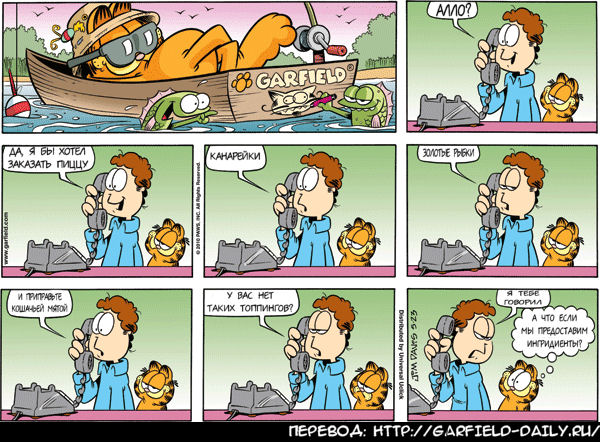 GARFIELD®
АЛЛО?
ДА, Я БЫ ХОТЕЛ
ЗАКАЗАТЬ ПИЦЦУ
www.garfield.com
КАНАРЕЙКИ
© 2010 PAWS, INC. All Rights Reserved.
ЗОЛОТЫЕ РЫБКИ
И ПРИПРАВЬТЕ
КОШАЧЬЕЙ МЯТОЙ
У ВАС НЕТ
ТАКИХ ТОППИНГОВ?
Distributed by Universal Uclick
JIM DAVIS 5-23
Я ТЕБЕ
ГОВОРИЛ
А ЧТО ЕСЛИ
МЫ ПРЕДОСТАВИМ
ИНГРИДИЕНТЫ?
ПЕРЕВОД: HTTP://GARFIELD-DAILY.RU/